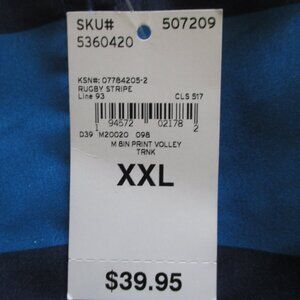 SKU# 507209
5360420
KSN#: 07784205-2
RUGBY STRIPE
Line 93 CLS 517
1 94572 02178 2
D39 M20020 098
M 8IN PRINT VOLLEY
TRNK
XXL
$39.95